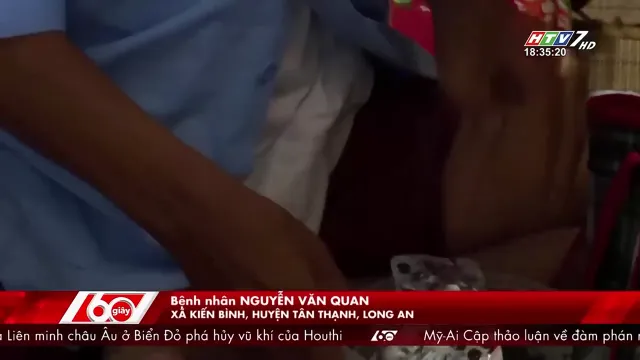 HTV7 HD
18:35:20
60 giây
Bệnh nhân NGUYỄN VĂN QUAN
XÃ KIẾN BÌNH, HUYỆN TÂN THẠNH, LONG AN
Liên minh châu Âu ở Biển Đỏ phá hủy vũ khí của Houthi 60giây Mỹ-Ai Cập thảo luận về đàm phán